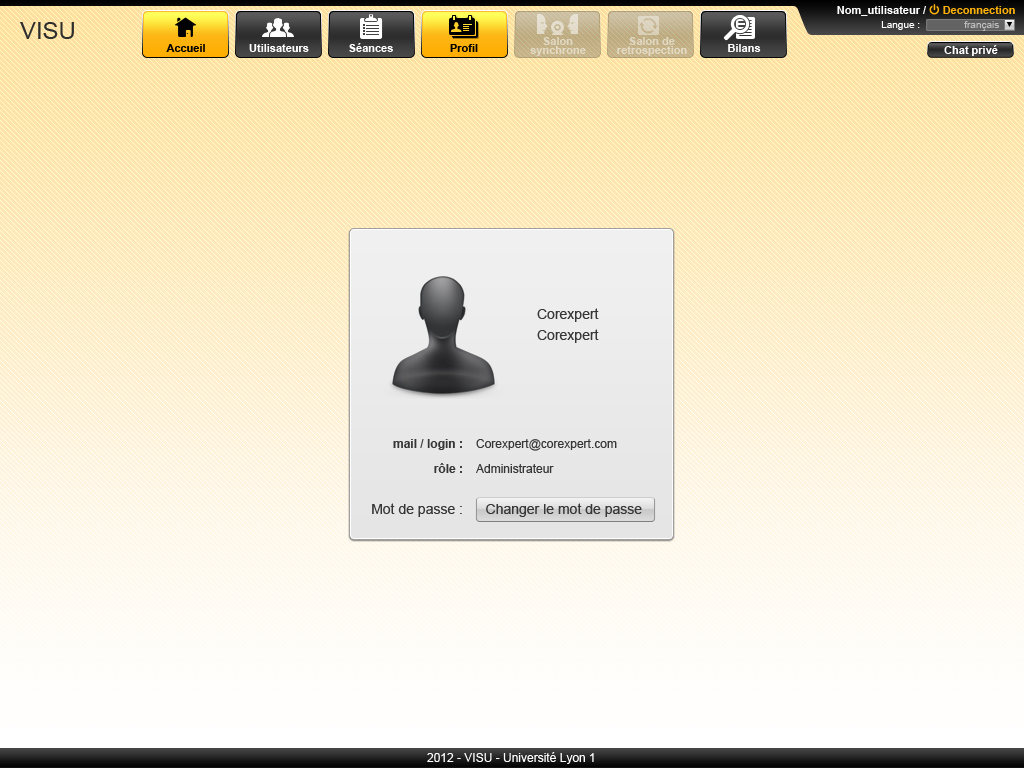 VISU
Accueil
Utilisateurs
Séances
Profil
Salon
synchrone
Salon de
retrospection
Bilans
Nom_utilisateur / Deconnection
Langue : français
Chat privé
Corexpert
Corexpert
mail / login : Corexpert@corexpert.com
rôle : Administrateur
Mot de passe : Changer le mot de passe
2012 - VISU - Université Lyon 1